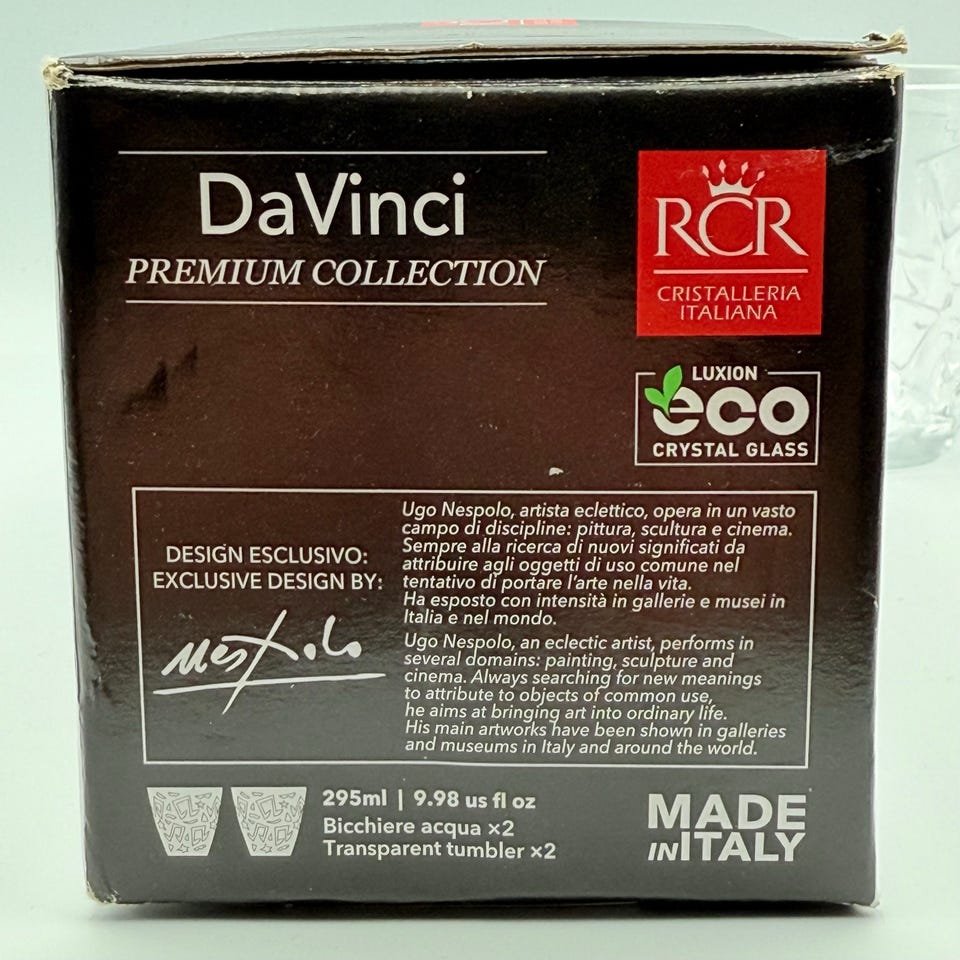 DaVinci
PREMIUM COLLECTION
RCR
CRISTALLERIA
ITALIANA
LUXION
eco
CRYSTAL GLASS
DESIGN ESCLUSIVO:
EXCLUSIVE DESIGN BY:
Nespolo
Ugo Nespolo, artista eclettico, opera in un vasto
campo di discipline: pittura, scultura e cinema.
Sempre alla ricerca di nuovi significati da
attribuire agli oggetti di uso comune nel
tentativo di portare l'arte nella vita.
Ha esposto con intensità in gallerie e musei in
Italia e nel mondo.
Ugo Nespolo, an eclectic artist, performs in
several domains: painting, sculpture and
cinema. Always searching for new meanings
to attribute to objects of common use,
he aims at bringing art into ordinary life.
His main artworks have been shown in galleries
and museums in Italy and around the world.
295ml | 9.98 us fl oz
Bicchiere acqua ×2
Transparent tumbler ×2
MADE
INITALY